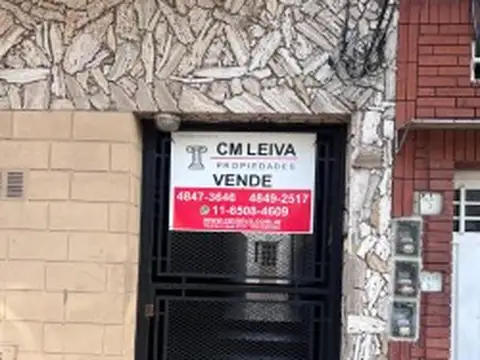 CM LEIVA
PROPIEDADES
VENDE
4847-3646 4849-2517
11-6503-4609